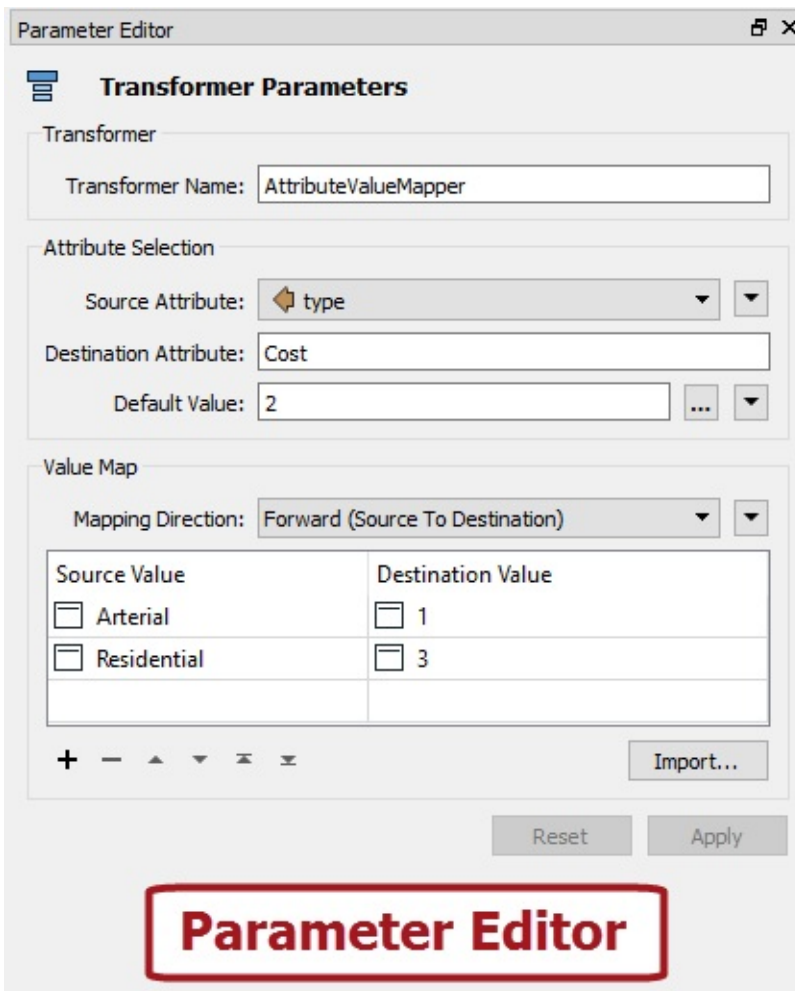 Parameter Editor
Transformer Parameters
Transformer
Transformer Name: AttributeValueMapper
Attribute Selection
Source Attribute: type
Destination Attribute: Cost
Default Value: 2 ...
Value Map
Mapping Direction: Forward (Source To Destination)
Source Value Destination Value
Arterial 1
Residential 3
Import...
Reset Apply
Parameter Editor